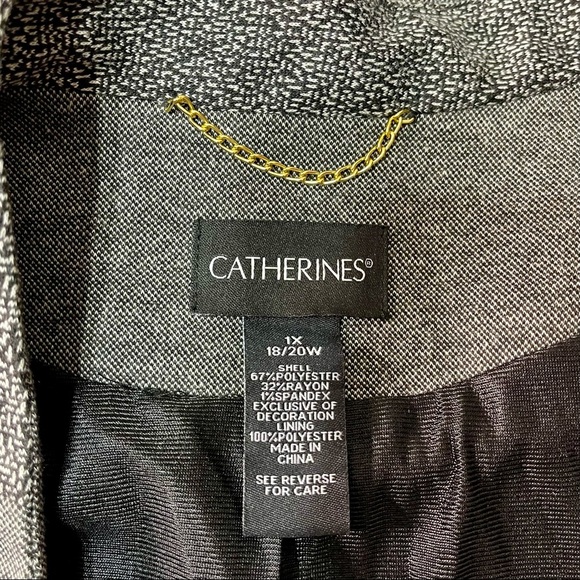 CATHERINES®
1X
18/20W
SHELL
67%POLYESTER
32%RAYON
1%SPANDEX
EXCLUSIVE OF
DECORATION
LINING
100%POLYESTER
MADE IN
CHINA
SEE REVERSE
FOR CARE